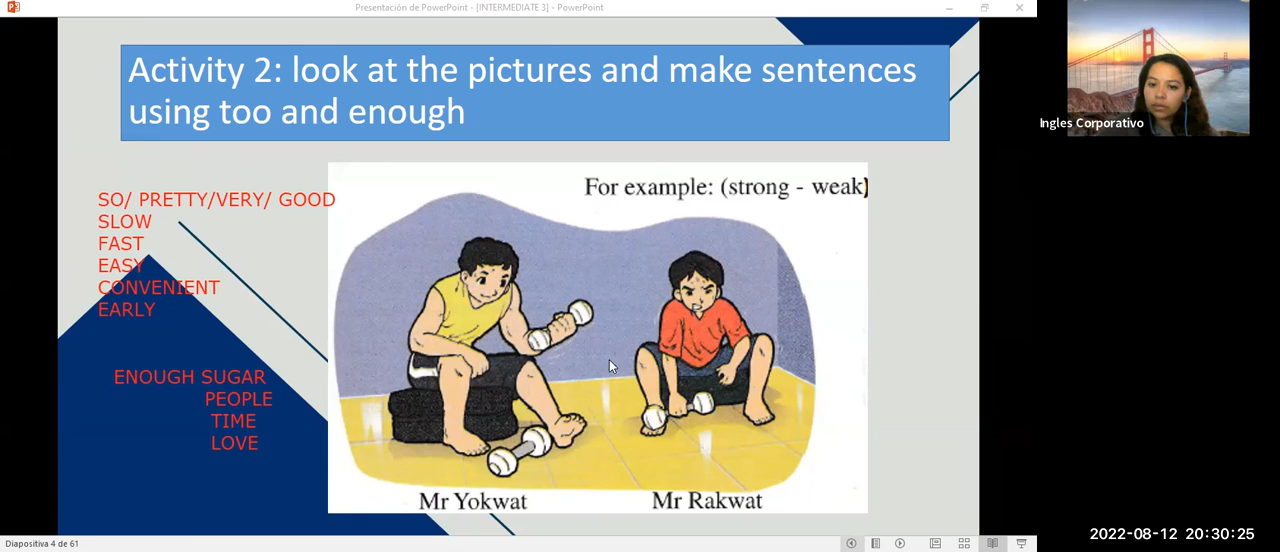 Presentación de PowerPoint - [INTERMEDIATE 3] - PowerPoint
Activity 2: look at the pictures and make sentences
using too and enough
SO/ PRETTY/VERY/ GOOD
SLOW
FAST
EASY
CONVENIENT
EARLY
ENOUGH SUGAR
PEOPLE
TIME
LOVE
For example: (strong - weak)
Mr Yokwat
Mr Rakwat
Diapositiva 4 de 61
Ingles Corporativo
2022-08-12 20:30:25